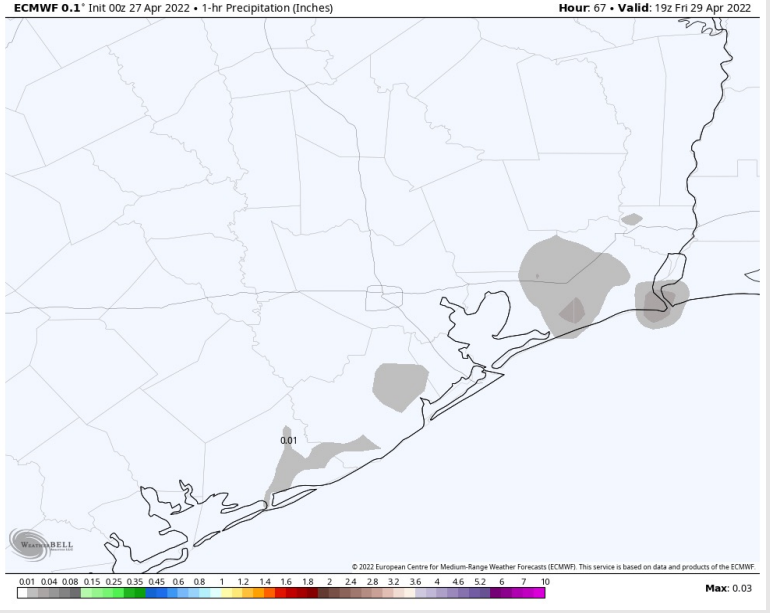 ECMWF 0.1° Init 00z 27 Apr 2022 • 1-hr Precipitation (Inches) Hour: 67 • Valid: 19z Fri 29 Apr 2022
0.01
WEATHERBELL
© 2022 European Centre for Medium-Range Weather Forecasts (ECMWF). This service is based on data and products of the ECMWF.
0.01 0.04 0.08 0.15 0.25 0.35 0.45 0.6 0.8 1 1.2 1.4 1.6 1.8 2 2.4 2.8 3.2 3.6 4 4.6 5.2 6 7 10
Max: 0.03